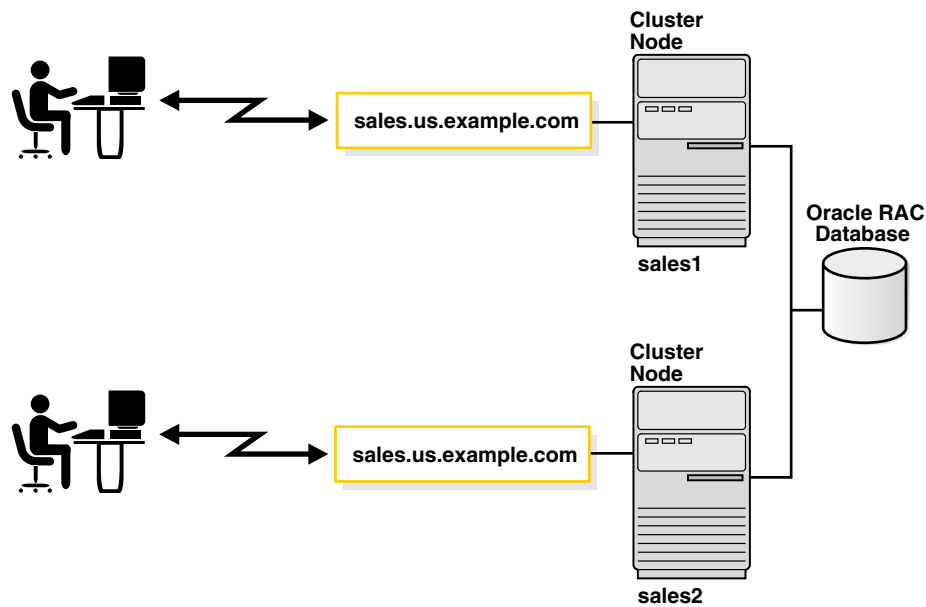 Cluster
Node
sales.us.example.com
sales1
Oracle RAC
Database
Cluster
Node
sales.us.example.com
sales2